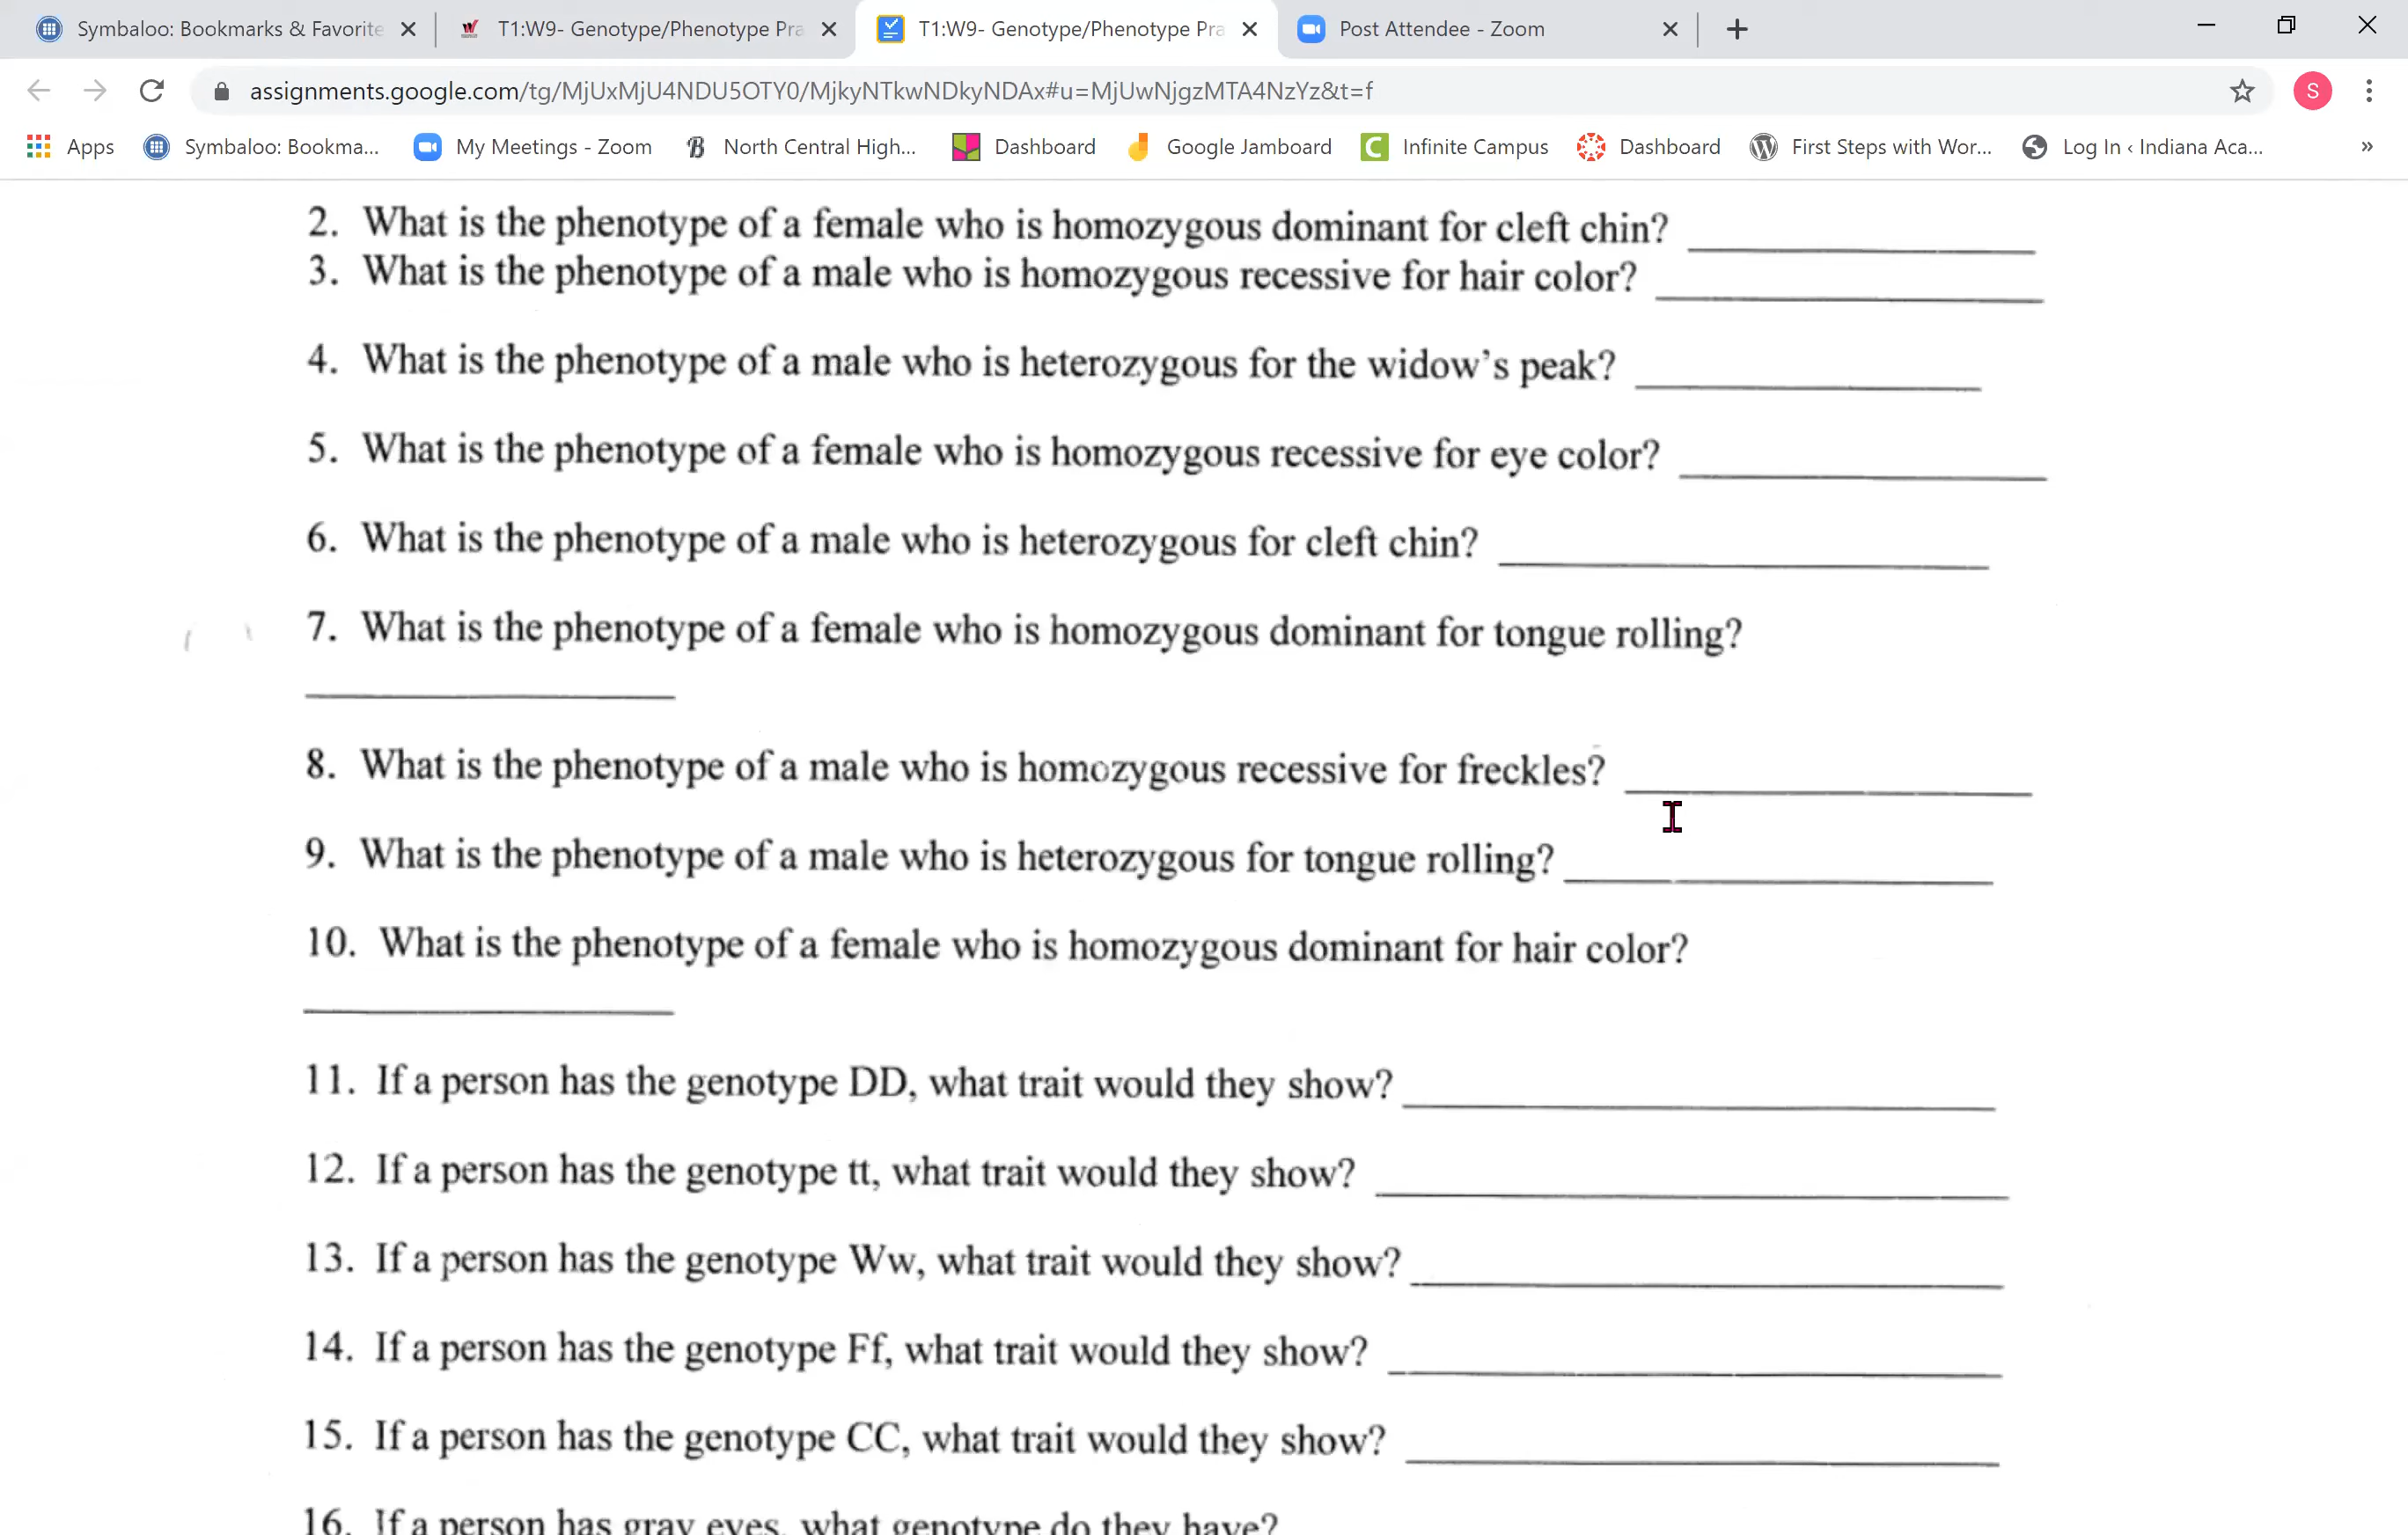 Symbaloo: Bookmarks & Favorite
T1:W9- Genotype/Phenotype Pra
T1:W9- Genotype/Phenotype Pra
Post Attendee - Zoom
assignments.google.com/tg/MjUxMjU4NDU5OTY0/MjkyNTkwNDkyNDAx#u=MjUwNjgzMTA4NzYz&t=f
S
Apps
Symbaloo: Bookma...
My Meetings - Zoom
North Central High...
Dashboard
Google Jamboard
Infinite Campus
Dashboard
First Steps with Wor...
Log In ‹ Indiana Aca...
»
2. What is the phenotype of a female who is homozygous dominant for cleft chin?
3. What is the phenotype of a male who is homozygous recessive for hair color?
4. What is the phenotype of a male who is heterozygous for the widow's peak?
5. What is the phenotype of a female who is homozygous recessive for eye color?
6. What is the phenotype of a male who is heterozygous for cleft chin?
7. What is the phenotype of a female who is homozygous dominant for tongue rolling?
8. What is the phenotype of a male who is homozygous recessive for freckles?
9. What is the phenotype of a male who is heterozygous for tongue rolling?
10. What is the phenotype of a female who is homozygous dominant for hair color?
11. If a person has the genotype DD, what trait would they show?
12. If a person has the genotype tt, what trait would they show?
13. If a person has the genotype Ww, what trait would they show?
14. If a person has the genotype Ff, what trait would they show?
15. If a person has the genotype CC, what trait would they show?
16. If a person has gray eyes, what genotype do they have?